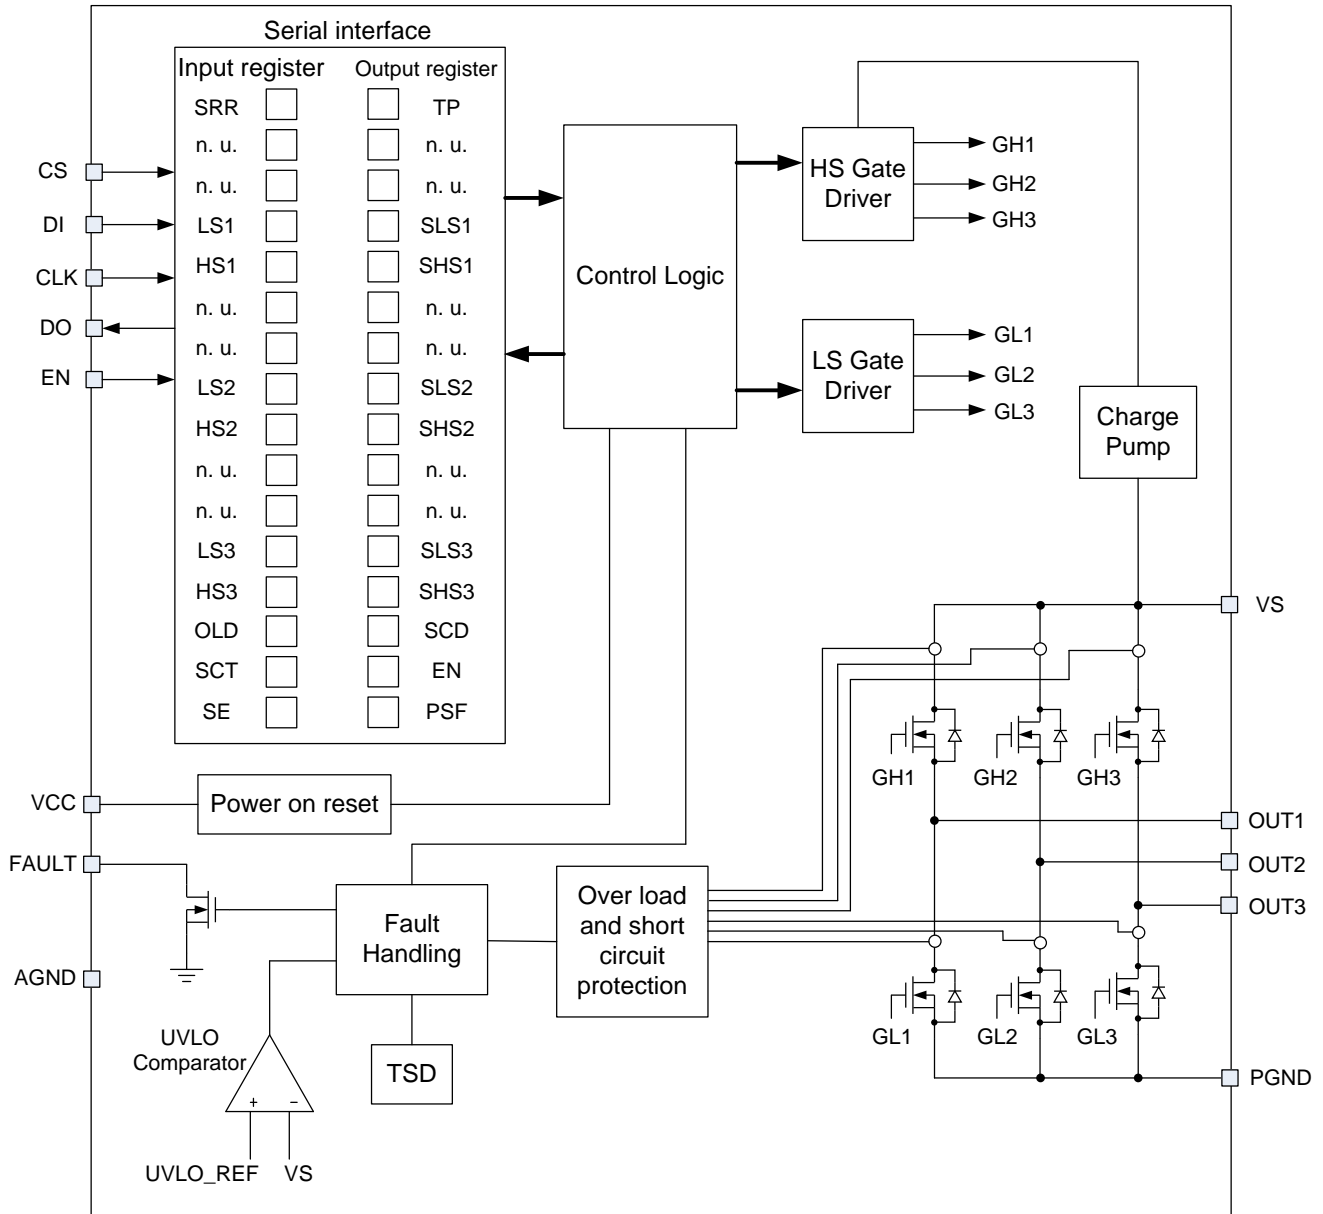 Serial interface
Input register
Output register
SRR
TP
n. u.
n. u.
n. u.
n. u.
LS1
SLS1
HS1
SHS1
n. u.
n. u.
n. u.
n. u.
LS2
SLS2
HS2
SHS2
n. u.
n. u.
n. u.
n. u.
LS3
SLS3
HS3
SHS3
OLD
SCD
SCT
EN
SE
PSF
CS
DI
CLK
DO
EN
Control Logic
HS Gate
Driver
GH1
GH2
GH3
LS Gate
Driver
GL1
GL2
GL3
Charge
Pump
VS
GH1
GH2
GH3
OUT1
OUT2
OUT3
GL1
GL2
GL3
PGND
VCC
Power on reset
FAULT
AGND
Fault
Handling
Over load
and short
circuit
protection
UVLO
Comparator
TSD
+
−
UVLO_REF
VS